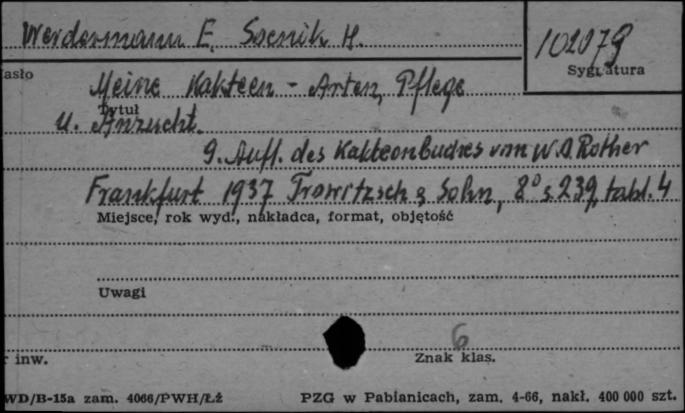 Werdermann E. Socnik H.
102079
Sygnatura
asło
Meine Kakteen - Arten, Pflege
Tytuł
u. Anzucht.
9. Aufl. des Kakteenbuches von W. O. Rother
Frankfurt 1937 Trowitzsch & Sohn, 8° s. 239, tabl. 4
Miejsce, rok wyd., nakładca, format, objętość
Uwagi
6
r inw.
Znak klas.
WD/B-15a zam. 4066/PWH/Łż
PZG w Pabianicach, zam. 4-66, nakł. 400 000 szt.